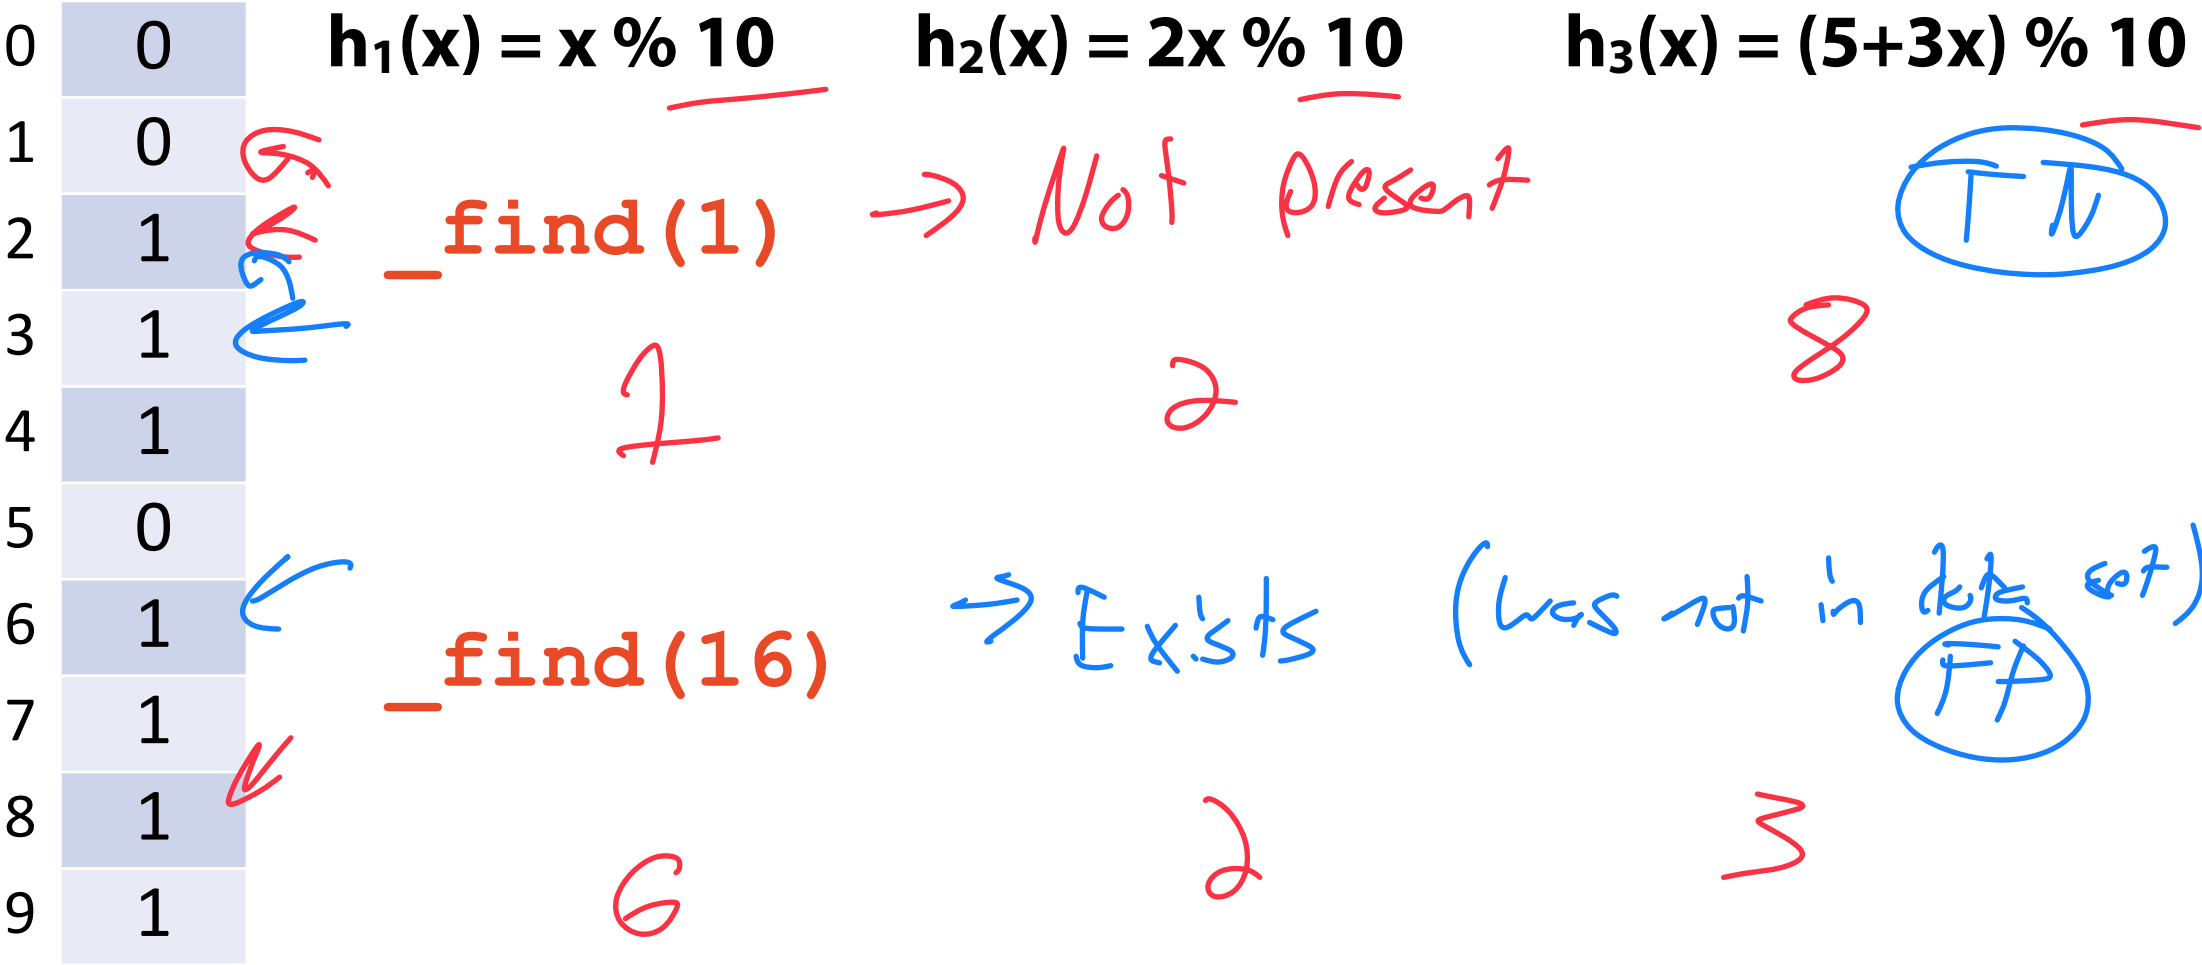 0 0 h₁(x) = x % 10 h₂(x) = 2x % 10 h₃(x) = (5+3x) % 10
1 0
_find(1) → Not present TN
2 1
3 1
1 2 8
4 1
5 0
→ Exists (was not in data set)
6 1
_find(16) FP
7 1
8 1
6 2 3
9 1